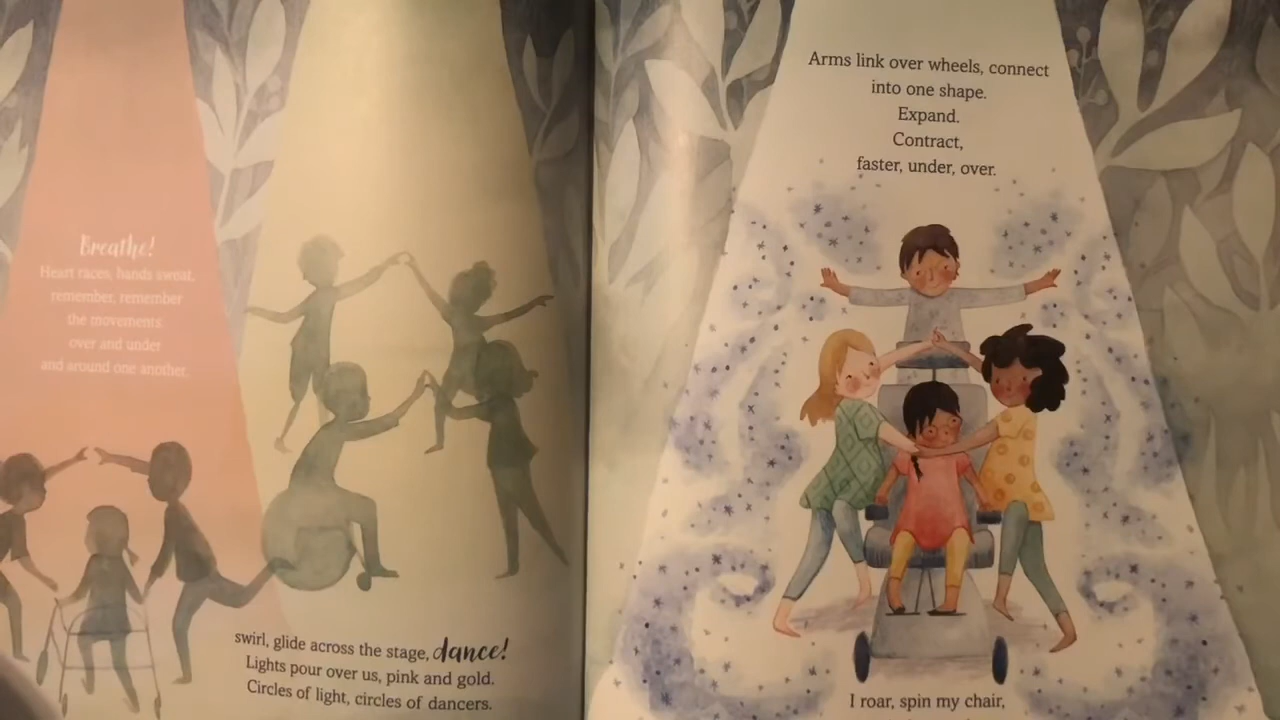 Breathe!
Heart races, hands sweat,
remember, remember
the movements:
over and under
and around one another.
swirl, glide across the stage, dance!
Lights pour over us, pink and gold.
Circles of light, circles of dancers.
Arms link over wheels, connect
into one shape.
Expand.
Contract,
faster, under, over.
I roar, spin my chair,